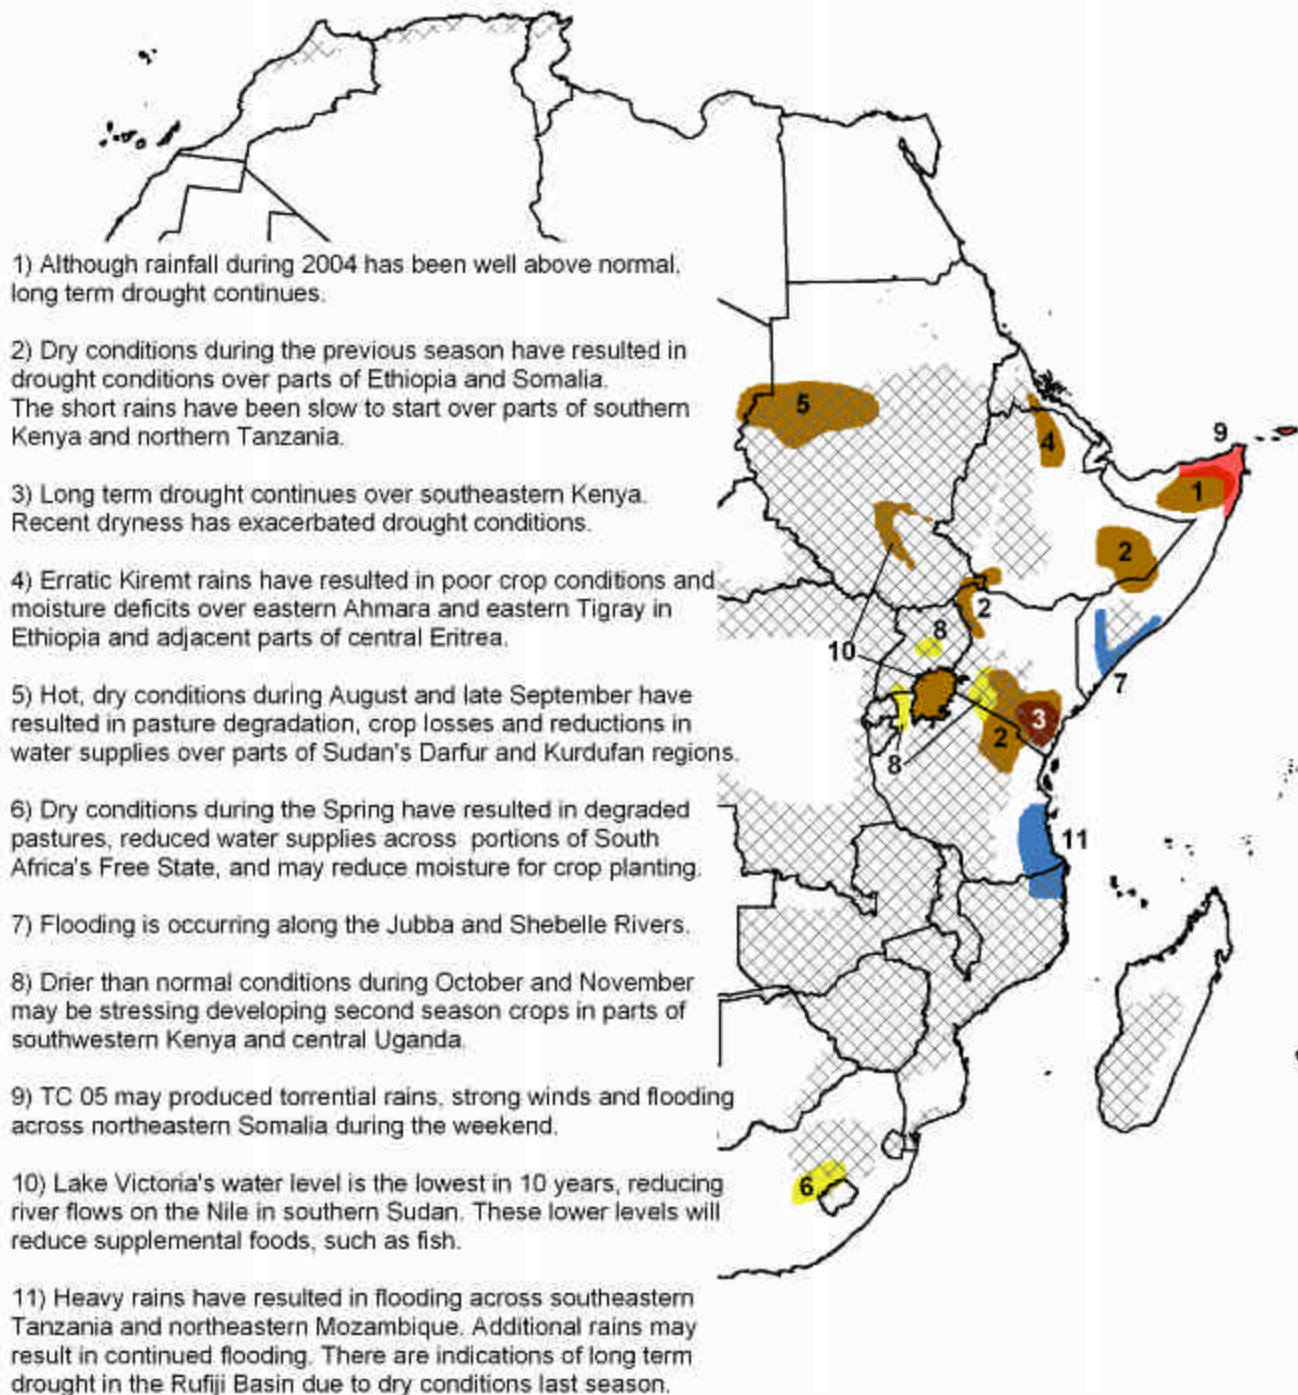 1) Although rainfall during 2004 has been well above normal,
long term drought continues.
2) Dry conditions during the previous season have resulted in
drought conditions over parts of Ethiopia and Somalia.
The short rains have been slow to start over parts of southern
Kenya and northern Tanzania.
3) Long term drought continues over southeastern Kenya.
Recent dryness has exacerbated drought conditions.
4) Erratic Kiremt rains have resulted in poor crop conditions and
moisture deficits over eastern Ahmara and eastern Tigray in
Ethiopia and adjacent parts of central Eritrea.
5) Hot, dry conditions during August and late September have
resulted in pasture degradation, crop losses and reductions in
water supplies over parts of Sudan's Darfur and Kurdufan regions.
6) Dry conditions during the Spring have resulted in degraded
pastures, reduced water supplies across portions of South
Africa's Free State, and may reduce moisture for crop planting.
7) Flooding is occurring along the Jubba and Shebelle Rivers.
8) Drier than normal conditions during October and November
may be stressing developing second season crops in parts of
southwestern Kenya and central Uganda.
9) TC 05 may produced torrential rains, strong winds and flooding
across northeastern Somalia during the weekend.
10) Lake Victoria's water level is the lowest in 10 years, reducing
river flows on the Nile in southern Sudan. These lower levels will
reduce supplemental foods, such as fish.
11) Heavy rains have resulted in flooding across southeastern
Tanzania and northeastern Mozambique. Additional rains may
result in continued flooding. There are indications of long term
drought in the Rufiji Basin due to dry conditions last season.
5
9
4
1
2
2
8
10
7
3
2
8
11
6